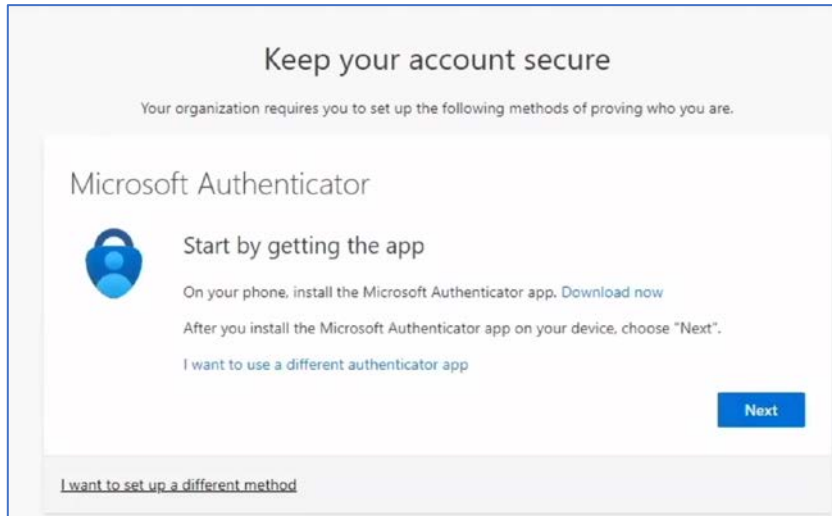 Keep your account secure
Your organization requires you to set up the following methods of proving who you are.
Microsoft Authenticator
Start by getting the app
On your phone, install the Microsoft Authenticator app. Download now
After you install the Microsoft Authenticator app on your device, choose "Next".
I want to use a different authenticator app
Next
I want to set up a different method